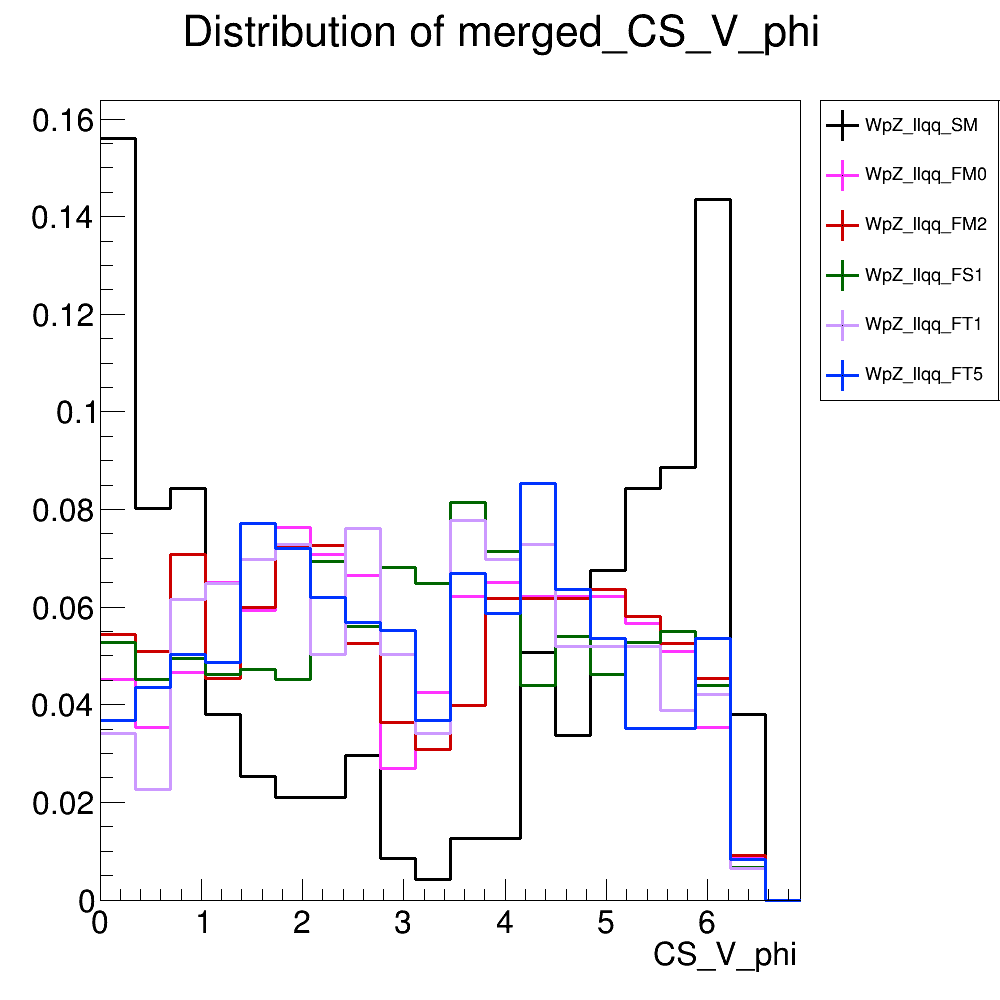 Distribution of merged_CS_V_phi
0.16
0.14
0.12
0.1
0.08
0.06
0.04
0.02
0
0 1 2 3 4 5 6
CS_V_phi
WpZ_llqq_SM
WpZ_llqq_FM0
WpZ_llqq_FM2
WpZ_llqq_FS1
WpZ_llqq_FT1
WpZ_llqq_FT5